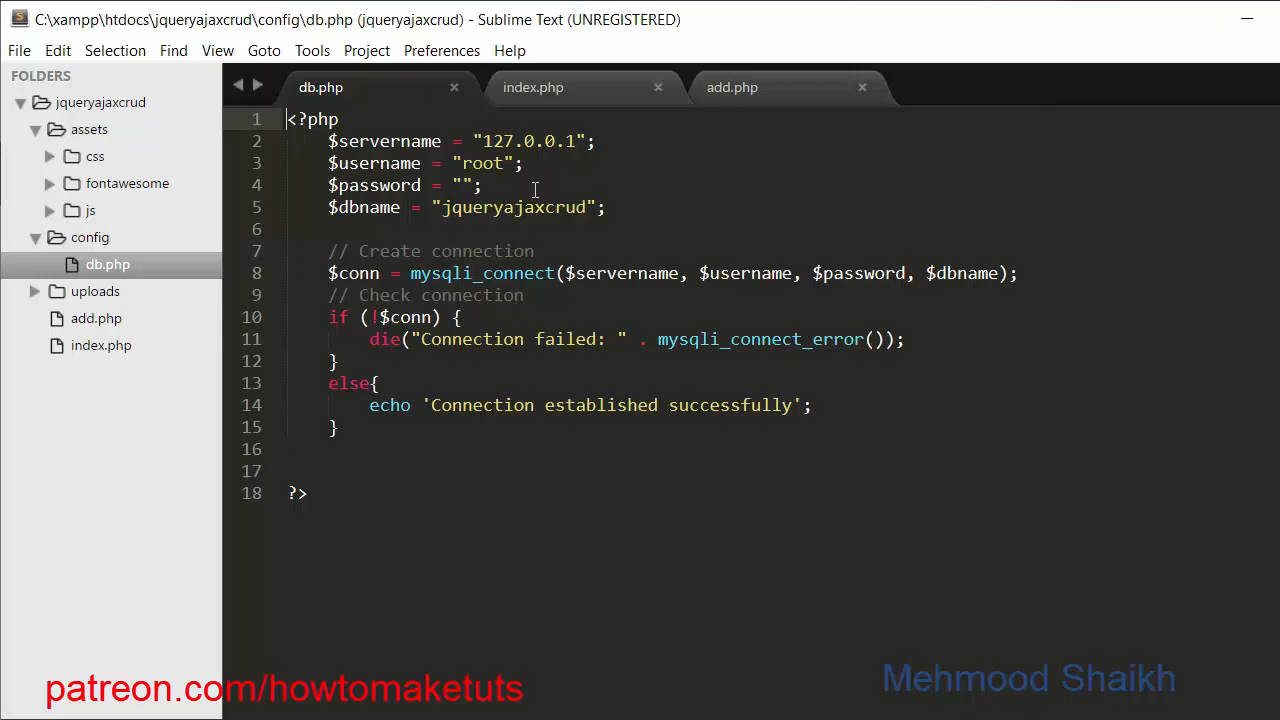 C:\xampp\htdocs\jqueryajaxcrud\config\db.php (jqueryajaxcrud) - Sublime Text (UNREGISTERED)
File Edit Selection Find View Goto Tools Project Preferences Help
FOLDERS
jqueryajaxcrud
assets
css
fontawesome
js
config
db.php
uploads
add.php
index.php
db.php index.php add.php
1 <?php
2 $servername = "127.0.0.1";
3 $username = "root";
4 $password = "";
5 $dbname = "jqueryajaxcrud";
6
7 // Create connection
8 $conn = mysqli_connect($servername, $username, $password, $dbname);
9 // Check connection
10 if (!$conn) {
11 die("Connection failed: " . mysqli_connect_error());
12 }
13 else{
14 echo 'Connection established successfully';
15 }
16
17
18 ?>
patreon.com/howtomaketuts
Mehmood Shaikh